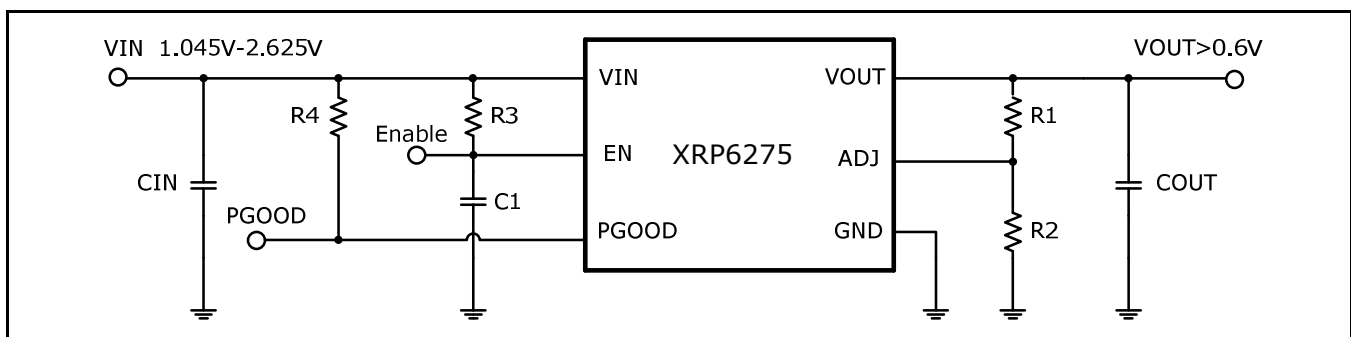 VIN 1.045V-2.625V
VOUT>0.6V
VIN
VOUT
R4
R3
R1
Enable
EN
XRP6275
ADJ
CIN
C1
COUT
PGOOD
PGOOD
GND
R2